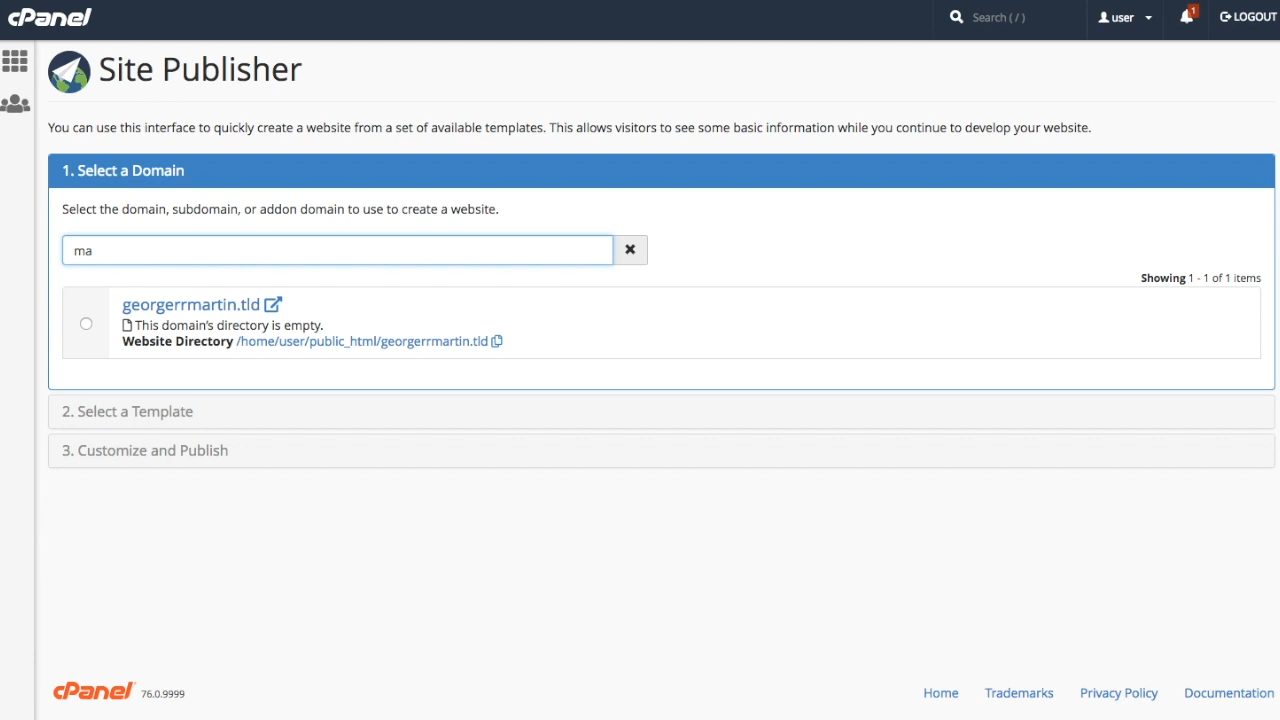 cPanel
Search ( / )
user
1
LOGOUT
Site Publisher
You can use this interface to quickly create a website from a set of available templates. This allows visitors to see some basic information while you continue to develop your website.
1. Select a Domain
Select the domain, subdomain, or addon domain to use to create a website.
ma
Showing 1 - 1 of 1 items
georgerrmartin.tld
This domain's directory is empty.
Website Directory /home/user/public_html/georgerrmartin.tld
2. Select a Template
3. Customize and Publish
cPanel 76.0.9999
Home
Trademarks
Privacy Policy
Documentation